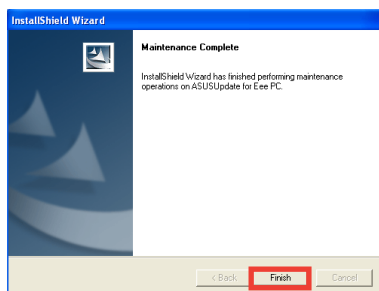 InstallShield Wizard
Maintenance Complete
InstallShield Wizard has finished performing maintenance
operations on ASUSUpdate for Eee PC.
< Back
Finish
Cancel